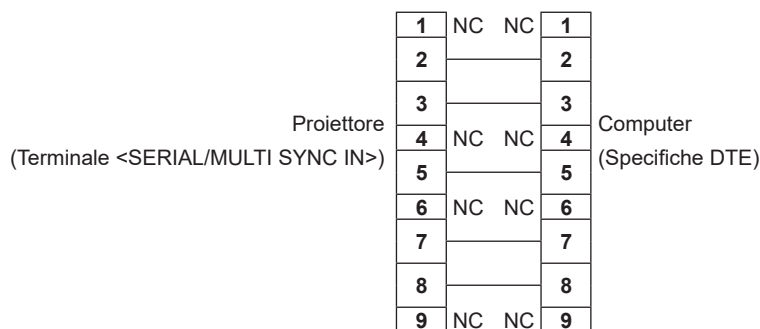 1 NC NC 1
2 2
3 3
Proiettore
(Terminale <SERIAL/MULTI SYNC IN>)
4 NC NC 4
Computer
(Specifiche DTE)
5 5
6 NC NC 6
7 7
8 8
9 NC NC 9